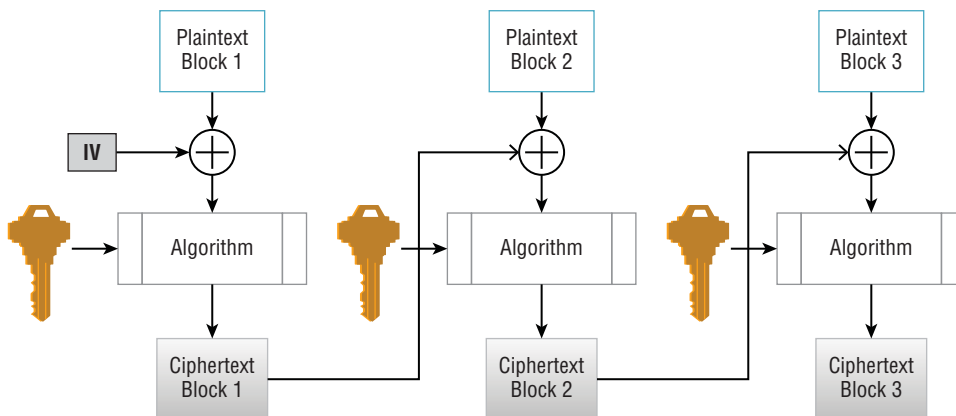 Plaintext
Block 1
Plaintext
Block 2
Plaintext
Block 3
IV
Algorithm
Algorithm
Algorithm
Ciphertext
Block 1
Ciphertext
Block 2
Ciphertext
Block 3